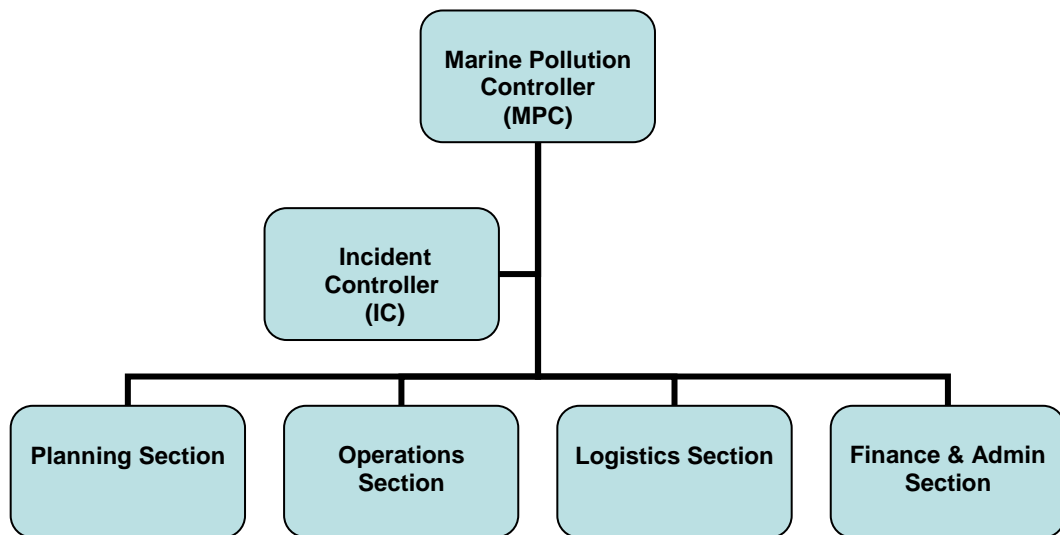 Marine Pollution
Controller
(MPC)
Incident
Controller
(IC)
Planning Section
Operations
Section
Logistics Section
Finance & Admin
Section